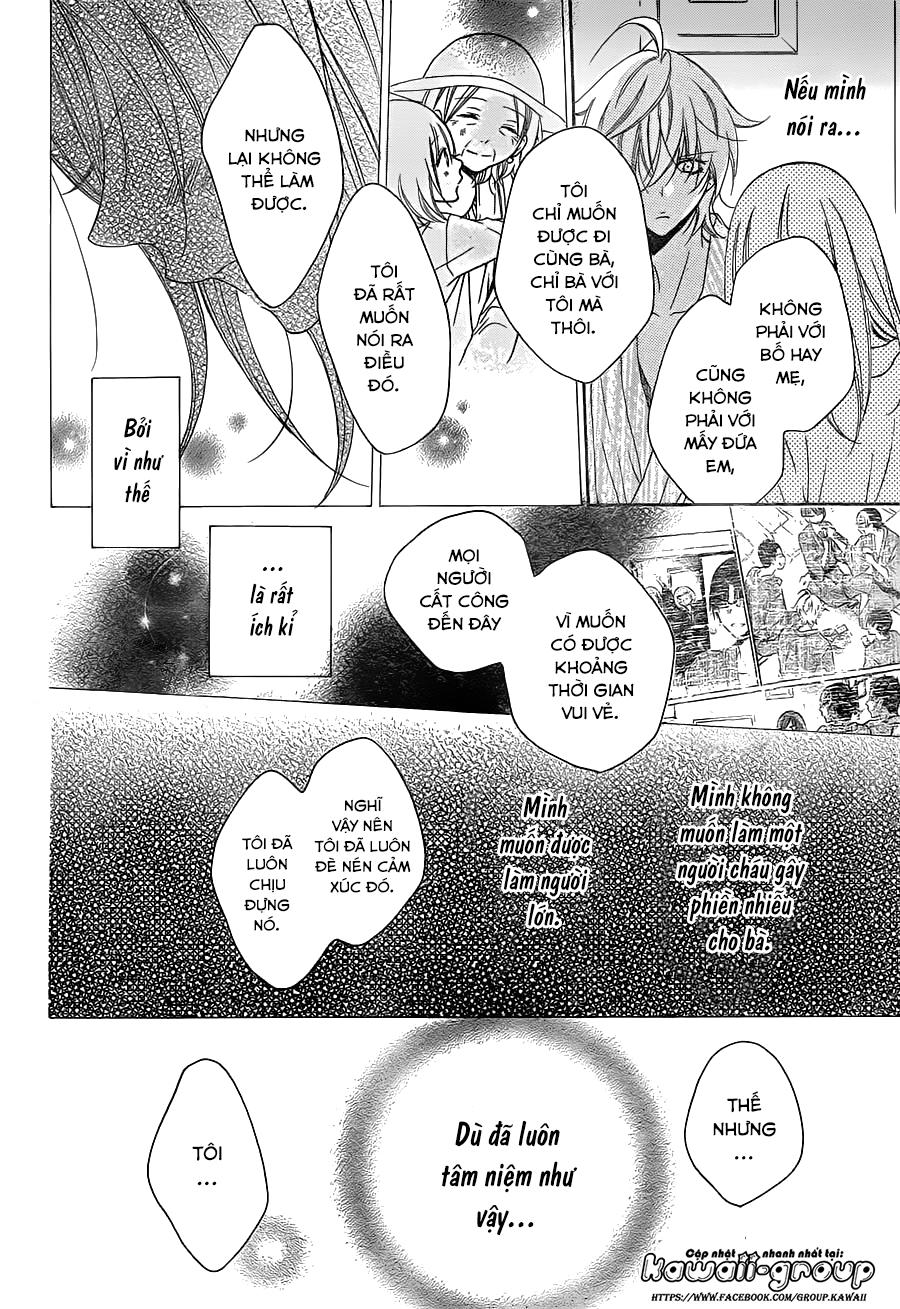 Nếu mình
nói ra...
KHÔNG
PHẢI VỚI
BỐ HAY
MẸ,
CŨNG
KHÔNG
PHẢI VỚI
MẤY ĐỨA
EM,
TÔI
CHỈ MUỐN
ĐƯỢC ĐI
CÙNG BÀ,
CHỈ BÀ VỚI
TÔI MÀ
THÔI.
TÔI
ĐÃ RẤT
MUỐN
NÓI RA
ĐIỀU
ĐÓ.
NHƯNG
LẠI KHÔNG
THỂ LÀM
ĐƯỢC.
Bởi
vì như
thế
...
là rất
ích kỉ
VÌ MUỐN
CÓ ĐƯỢC
KHOẢNG
THỜI GIAN
VUI VẺ.
MỌI
NGƯỜI
CẤT CÔNG
ĐẾN ĐÂY
Mình không
muốn làm một
người cháu gây
phiền nhiễu
cho bà.
Mình
muốn được
làm người
lớn.
NGHĨ
VẬY NÊN
TÔI ĐÃ LUÔN
ĐÈ NÉN CẢM
XÚC ĐÓ.
TÔI ĐÃ
LUÔN
CHỊU
ĐỰNG
NÓ.
THẾ
NHƯNG
...
Dù đã luôn
tâm niệm như
vậy...
TÔI
...
Cập nhật nhanh nhất tại:
kawaii-group
HTTPS://WWW.FACEBOOK.COM/GROUP.KAWAII